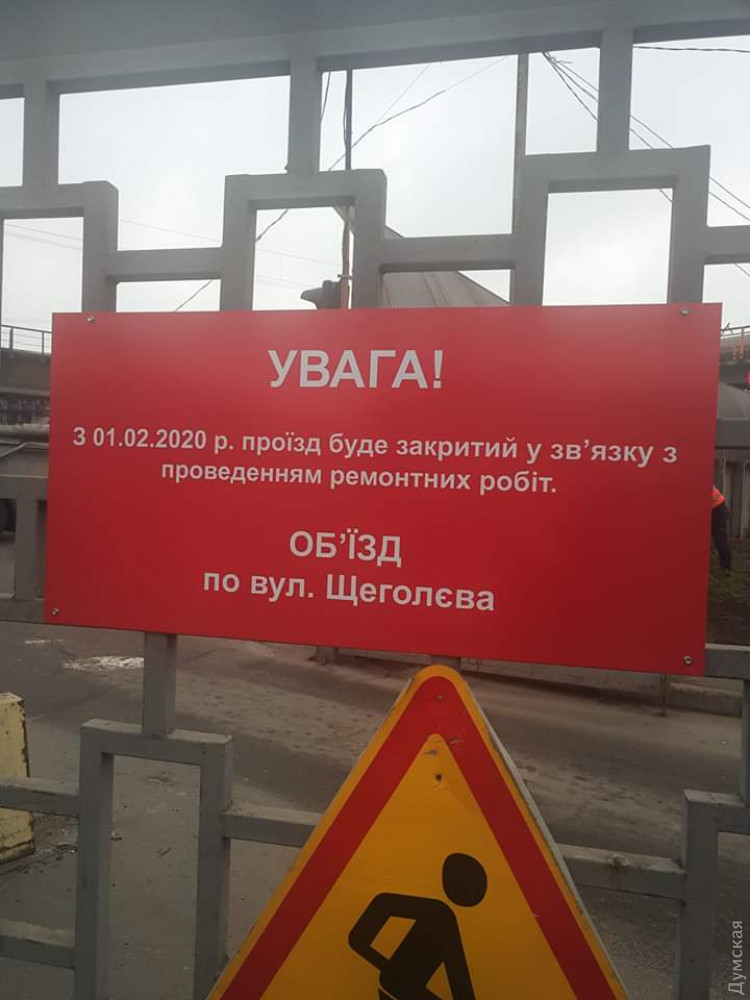 УВАГА!
З 01.02.2020 р. проїзд буде закритий у зв’язку з
проведенням ремонтних робіт.
ОБ’ЇЗД
по вул. Щеголєва
Думская